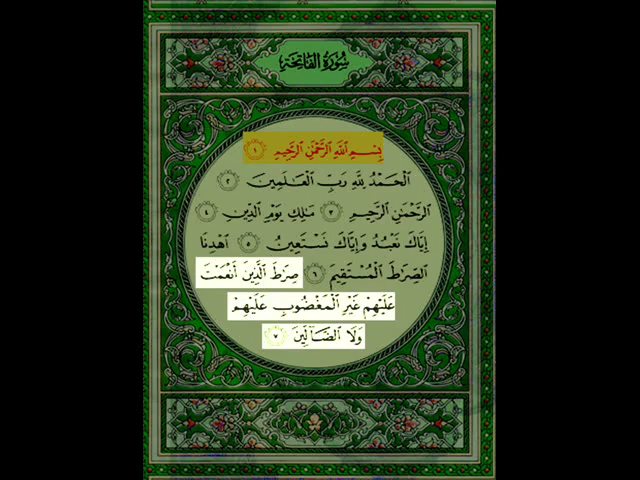 سُورَةُ الْفَاتِحَةِ
بِسْمِ اللَّهِ الرَّحْمَٰنِ الرَّحِيمِ ١
الْحَمْدُ لِلَّهِ رَبِّ الْعَالَمِينَ ٢
الرَّحْمَٰنِ الرَّحِيمِ ٣ مَالِكِ يَوْمِ الدِّينِ ٤
إِيَّاكَ نَعْبُدُ وَإِيَّاكَ نَسْتَعِينُ ٥ اهْدِنَا
الصِّرَاطَ الْمُسْتَقِيمَ ٦ صِرَاطَ الَّذِينَ أَنْعَمْتَ
عَلَيْهِمْ غَيْرِ الْمَغْضُوبِ عَلَيْهِمْ
وَلَا الضَّالِّينَ ٧